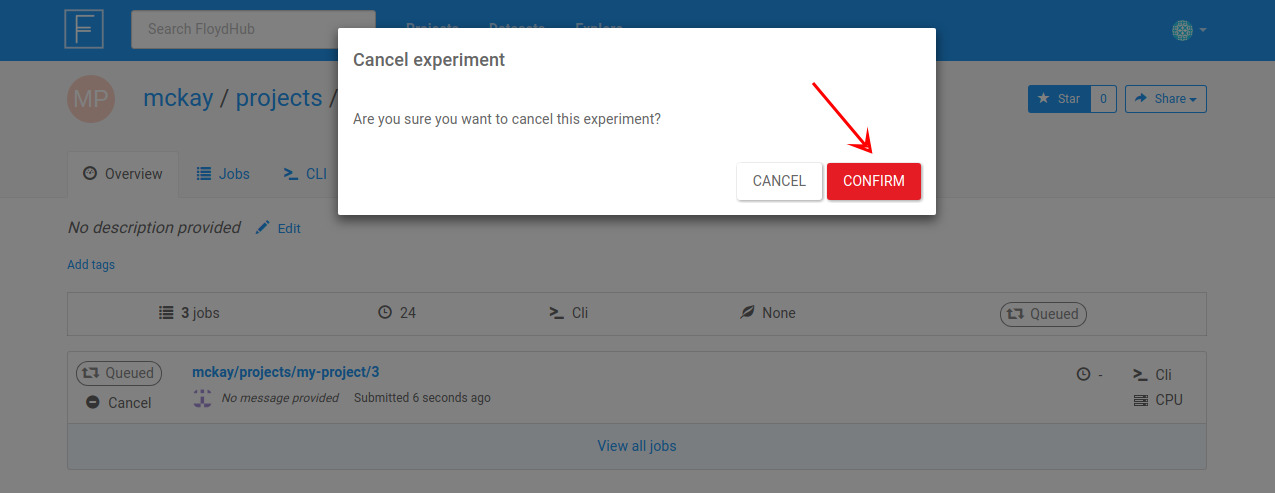 F
Search FloydHub
Projects Datasets Explore
Cancel experiment
MP
mckay / projects /
Star 0 Share
Are you sure you want to cancel this experiment?
Overview Jobs CLI
CANCEL CONFIRM
No description provided Edit
Add tags
3 jobs 24 Cli None Queued
Queued mckay/projects/my-project/3 - Cli
Cancel No message provided Submitted 6 seconds ago CPU
View all jobs